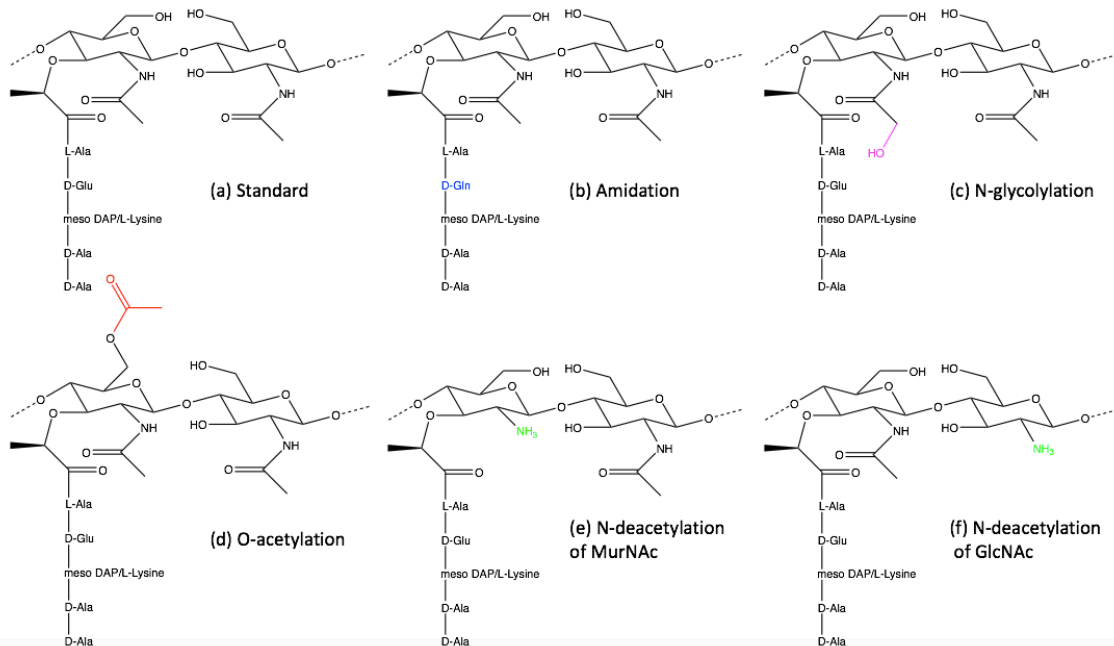 OH HO
O O
O O
O O
NH HO
O NH
O O
L-Ala
D-Glu
(a) Standard
meso DAP/L-Lysine
D-Ala
D-Ala
OH HO
O O
O O
O O
NH HO
O NH
O O
L-Ala
D-Gln
(b) Amidation
meso DAP/L-Lysine
D-Ala
D-Ala
OH HO
O O
O O
O O
NH HO
O NH
O O
L-Ala HO
D-Glu
(c) N-glycolylation
meso DAP/L-Lysine
D-Ala
D-Ala
O
O
HO
O O
O O
O O
NH HO
O NH
O O
L-Ala
D-Glu
(d) O-acetylation
meso DAP/L-Lysine
D-Ala
D-Ala
OH HO
O O
O O
O O
NH₃ HO
NH
O O
L-Ala
D-Glu
(e) N-deacetylation
of MurNAc
meso DAP/L-Lysine
D-Ala
D-Ala
OH HO
O O
O O
O O
NH HO
O NH₃
O
L-Ala
D-Glu
(f) N-deacetylation
of GlcNAc
meso DAP/L-Lysine
D-Ala
D-Ala